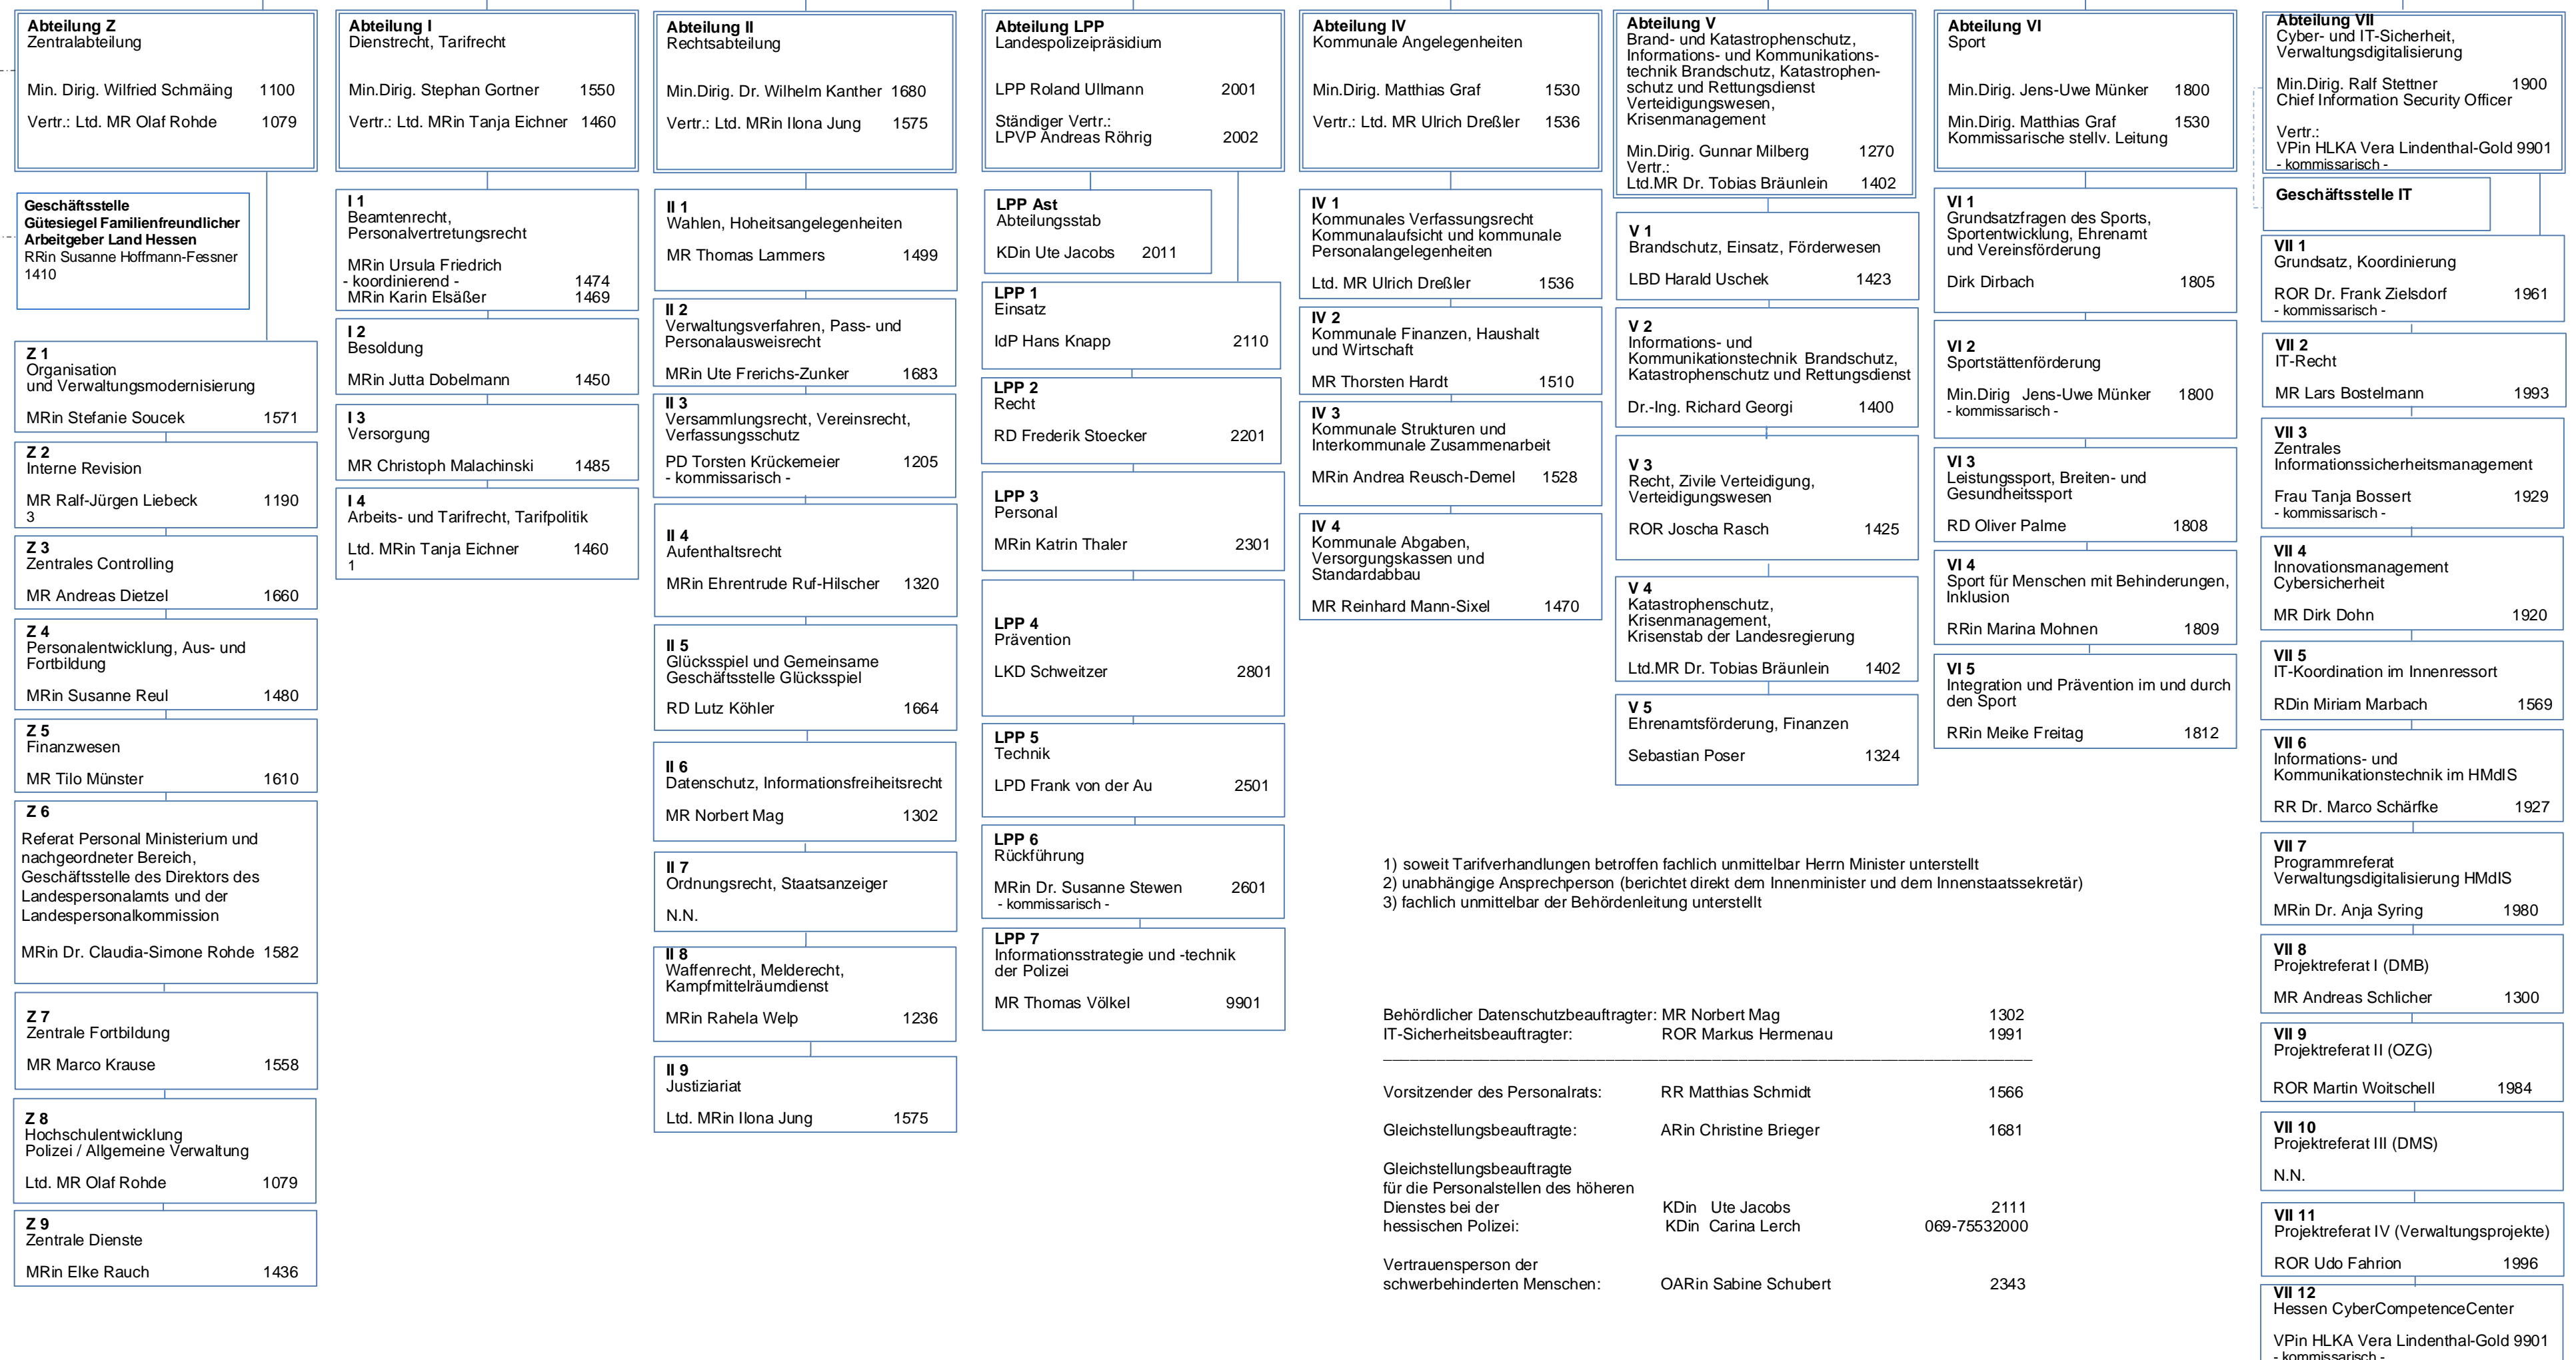 Abteilung Z
Zentralabteilung
Min. Dirig. Wilfried Schmäing 1100
Vertr.: Ltd. MR Olaf Rohde 1079
Geschäftsstelle
Gütesiegel Familienfreundlicher
Arbeitgeber Land Hessen
RRin Susanne Hoffmann-Fessner
1410
Z 1
Organisation
und Verwaltungsmodernisierung
MRin Stefanie Soucek 1571
Z 2
Interne Revision
MR Ralf-Jürgen Liebeck 1190
3
Z 3
Zentrales Controlling
MR Andreas Dietzel 1660
Z 4
Personalentwicklung, Aus- und
Fortbildung
MRin Susanne Reul 1480
Z 5
Finanzwesen
MR Tilo Münster 1610
Z 6
Referat Personal Ministerium und
nachgeordneter Bereich,
Geschäftsstelle des Direktors des
Landespersonalamts und der
Landespersonalkommission
MRin Dr. Claudia-Simone Rohde 1582
Z 7
Zentrale Fortbildung
MR Marco Krause 1558
Z 8
Hochschulentwicklung
Polizei / Allgemeine Verwaltung
Ltd. MR Olaf Rohde 1079
Z 9
Zentrale Dienste
MRin Elke Rauch 1436
Abteilung I
Dienstrecht, Tarifrecht
Min.Dirig. Stephan Gortner 1550
Vertr.: Ltd. MRin Tanja Eichner 1460
I 1
Beamtenrecht,
Personalvertretungsrecht
MRin Ursula Friedrich
- koordinierend - 1474
MRin Karin Elsäßer 1469
I 2
Besoldung
MRin Jutta Dobelmann 1450
I 3
Versorgung
MR Christoph Malachinski 1485
I 4
Arbeits- und Tarifrecht, Tarifpolitik
Ltd. MRin Tanja Eichner 1460
1
Abteilung II
Rechtsabteilung
Min.Dirig. Dr. Wilhelm Kanther 1680
Vertr.: Ltd. MRin Ilona Jung 1575
II 1
Wahlen, Hoheitsangelegenheiten
MR Thomas Lammers 1499
II 2
Verwaltungsverfahren, Pass- und
Personalausweisrecht
MRin Ute Frerichs-Zunker 1683
II 3
Versammlungsrecht, Vereinsrecht,
Verfassungsschutz
PD Torsten Krückemeier 1205
- kommissarisch -
II 4
Aufenthaltsrecht
MRin Ehrentrude Ruf-Hilscher 1320
II 5
Glücksspiel und Gemeinsame
Geschäftsstelle Glücksspiel
RD Lutz Köhler 1664
II 6
Datenschutz, Informationsfreiheitsrecht
MR Norbert Mag 1302
II 7
Ordnungsrecht, Staatsanzeiger
N.N.
II 8
Waffenrecht, Melderecht,
Kampfmittelräumdienst
MRin Rahela Welp 1236
II 9
Justiziariat
Ltd. MRin Ilona Jung 1575
Abteilung LPP
Landespolizeipräsidium
LPP Roland Ullmann 2001
Ständiger Vertr.:
LPVP Andreas Röhrig 2002
LPP Ast
Abteilungsstab
KDin Ute Jacobs 2011
LPP 1
Einsatz
IdP Hans Knapp 2110
LPP 2
Recht
RD Frederik Stoecker 2201
LPP 3
Personal
MRin Katrin Thaler 2301
LPP 4
Prävention
LKD Schweitzer 2801
LPP 5
Technik
LPD Frank von der Au 2501
LPP 6
Rückführung
MRin Dr. Susanne Stewen 2601
- kommissarisch -
LPP 7
Informationsstrategie und -technik
der Polizei
MR Thomas Völkel 9901
Abteilung IV
Kommunale Angelegenheiten
Min.Dirig. Matthias Graf 1530
Vertr.: Ltd. MR Ulrich Dreßler 1536
IV 1
Kommunales Verfassungsrecht
Kommunalaufsicht und kommunale
Personalangelegenheiten
Ltd. MR Ulrich Dreßler 1536
IV 2
Kommunale Finanzen, Haushalt
und Wirtschaft
MR Thorsten Hardt 1510
IV 3
Kommunale Strukturen und
Interkommunale Zusammenarbeit
MRin Andrea Reusch-Demel 1528
IV 4
Kommunale Abgaben,
Versorgungskassen und
Standardabbau
MR Reinhard Mann-Sixel 1470
Abteilung V
Brand- und Katastrophenschutz,
Informations- und Kommunikations-
technik Brandschutz, Katastrophen-
schutz und Rettungsdienst
Verteidigungswesen,
Krisenmanagement
Min.Dirig. Gunnar Milberg 1270
Vertr.:
Ltd.MR Dr. Tobias Bräunlein 1402
V 1
Brandschutz, Einsatz, Förderwesen
LBD Harald Uschek 1423
V 2
Informations- und
Kommunikationstechnik Brandschutz,
Katastrophenschutz und Rettungsdienst
Dr.-Ing. Richard Georgi 1400
V 3
Recht, Zivile Verteidigung,
Verteidigungswesen
ROR Joscha Rasch 1425
V 4
Katastrophenschutz,
Krisenmanagement,
Krisenstab der Landesregierung
Ltd.MR Dr. Tobias Bräunlein 1402
V 5
Ehrenamtsförderung, Finanzen
Sebastian Poser 1324
Abteilung VI
Sport
Min.Dirig. Jens-Uwe Münker 1800
Min.Dirig. Matthias Graf 1530
Kommissarische stellv. Leitung
VI 1
Grundsatzfragen des Sports,
Sportentwicklung, Ehrenamt
und Vereinsförderung
Dirk Dirbach 1805
VI 2
Sportstättenförderung
Min.Dirig Jens-Uwe Münker 1800
- kommissarisch -
VI 3
Leistungssport, Breiten- und
Gesundheitssport
RD Oliver Palme 1808
VI 4
Sport für Menschen mit Behinderungen,
Inklusion
RRin Marina Mohnen 1809
VI 5
Integration und Prävention im und durch
den Sport
RRin Meike Freitag 1812
Abteilung VII
Cyber- und IT-Sicherheit,
Verwaltungsdigitalisierung
Min.Dirig. Ralf Stettner 1900
Chief Information Security Officer
Vertr.:
VPin HLKA Vera Lindenthal-Gold 9901
- kommissarisch -
Geschäftsstelle IT
VII 1
Grundsatz, Koordinierung
ROR Dr. Frank Zielsdorf 1961
- kommissarisch -
VII 2
IT-Recht
MR Lars Bostelmann 1993
VII 3
Zentrales
Informationssicherheitsmanagement
Frau Tanja Bossert 1929
- kommissarisch -
VII 4
Innovationsmanagement
Cybersicherheit
MR Dirk Dohn 1920
VII 5
IT-Koordination im Innenressort
RDin Miriam Marbach 1569
VII 6
Informations- und
Kommunikationstechnik im HMdIS
RR Dr. Marco Schärfke 1927
VII 7
Programmreferat
Verwaltungsdigitalisierung HMdIS
MRin Dr. Anja Syring 1980
VII 8
Projektreferat I (DMB)
MR Andreas Schlicher 1300
VII 9
Projektreferat II (OZG)
ROR Martin Woitschell 1984
VII 10
Projektreferat III (DMS)
N.N.
VII 11
Projektreferat IV (Verwaltungsprojekte)
ROR Udo Fahrion 1996
VII 12
Hessen CyberCompetenceCenter
VPin HLKA Vera Lindenthal-Gold 9901
- kommissarisch -
1) soweit Tarifverhandlungen betroffen fachlich unmittelbar Herrn Minister unterstellt
2) unabhängige Ansprechperson (berichtet direkt dem Innenminister und dem Innenstaatssekretär)
3) fachlich unmittelbar der Behördenleitung unterstellt
Behördlicher Datenschutzbeauftragter: MR Norbert Mag 1302
IT-Sicherheitsbeauftragter: ROR Markus Hermenau 1991
Vorsitzender des Personalrats: RR Matthias Schmidt 1566
Gleichstellungsbeauftragte: ARin Christine Brieger 1681
Gleichstellungsbeauftragte
für die Personalstellen des höheren
Dienstes bei der KDin Ute Jacobs 2111
hessischen Polizei: KDin Carina Lerch 069-75532000
Vertrauensperson der
schwerbehinderten Menschen: OARin Sabine Schubert 2343